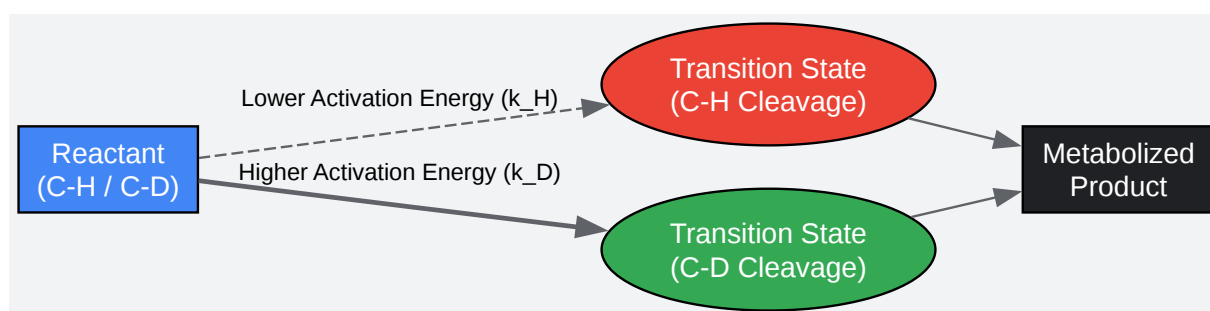 Reactant
(C-H / C-D)
Lower Activation Energy (k_H)
Higher Activation Energy (k_D)
Transition State
(C-H Cleavage)
Transition State
(C-D Cleavage)
Metabolized
Product